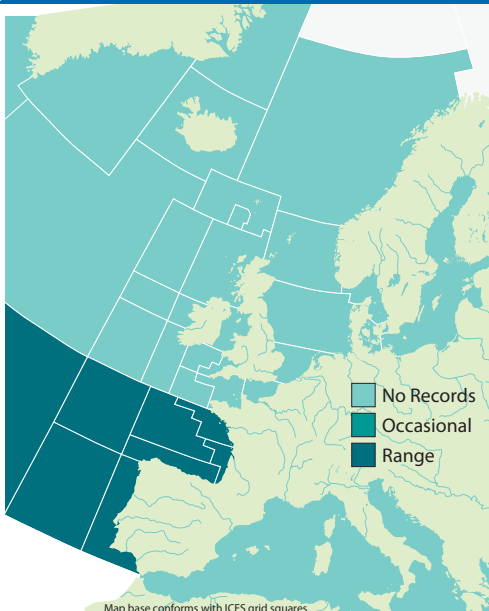 No Records
Occasional
Range
Map base conforms with ICES grid squares.